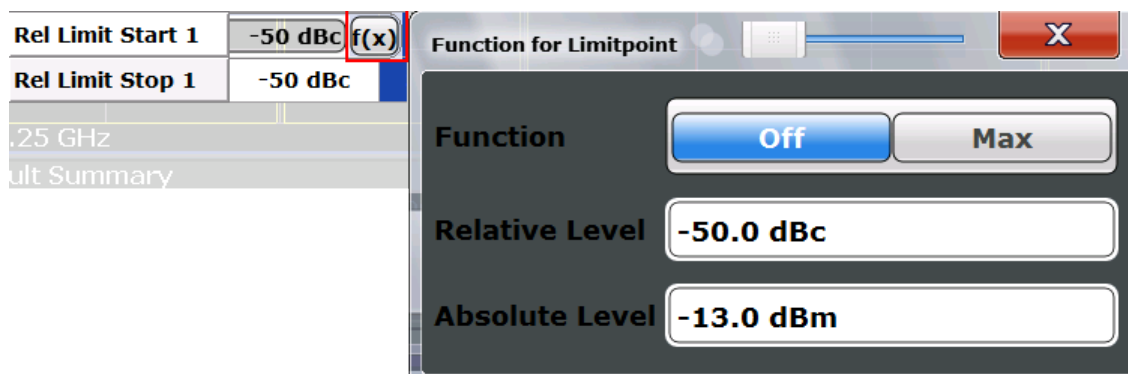 Rel Limit Start 1 -50 dBc f(x)
Rel Limit Stop 1 -50 dBc
.25 GHz
ult Summary
Function for Limitpoint X
Function Off Max
Relative Level -50.0 dBc
Absolute Level -13.0 dBm